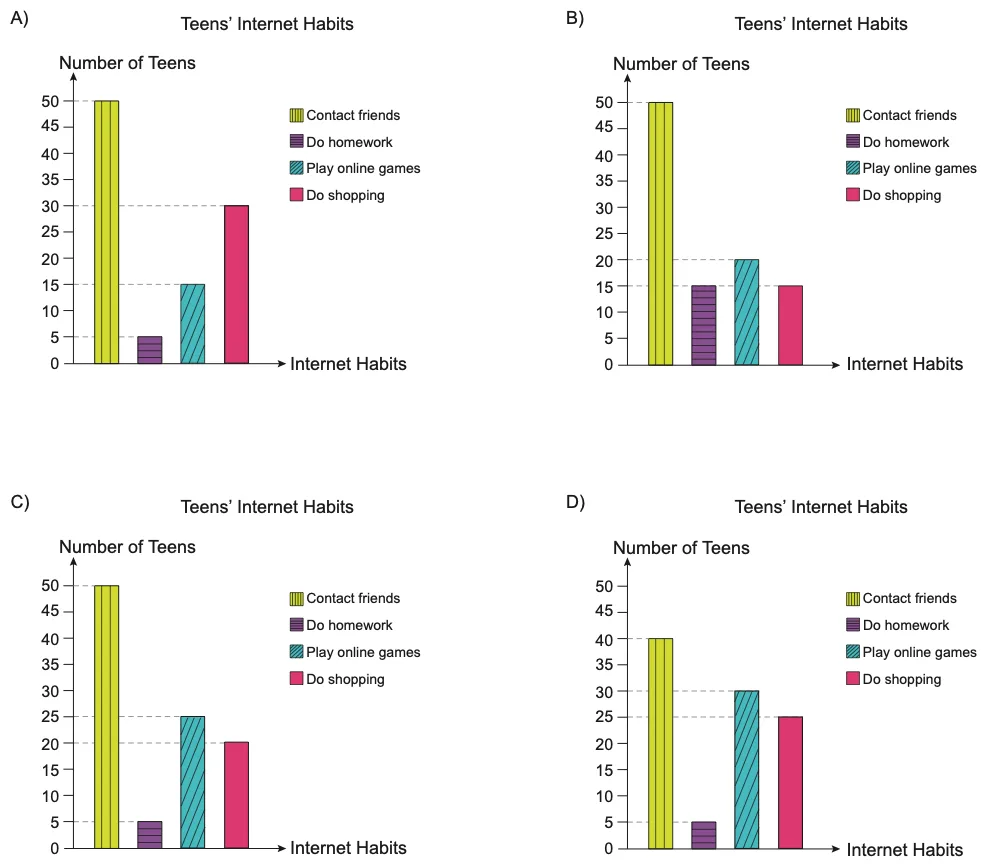 A)
Teens’ Internet Habits
Number of Teens
50
45
40
35
30
25
20
15
10
5
0
Internet Habits
Contact friends
Do homework
Play online games
Do shopping
B)
Teens’ Internet Habits
Number of Teens
50
45
40
35
30
25
20
15
10
5
0
Internet Habits
Contact friends
Do homework
Play online games
Do shopping
C)
Teens’ Internet Habits
Number of Teens
50
45
40
35
30
25
20
15
10
5
0
Internet Habits
Contact friends
Do homework
Play online games
Do shopping
D)
Teens’ Internet Habits
Number of Teens
50
45
40
35
30
25
20
15
10
5
0
Internet Habits
Contact friends
Do homework
Play online games
Do shopping